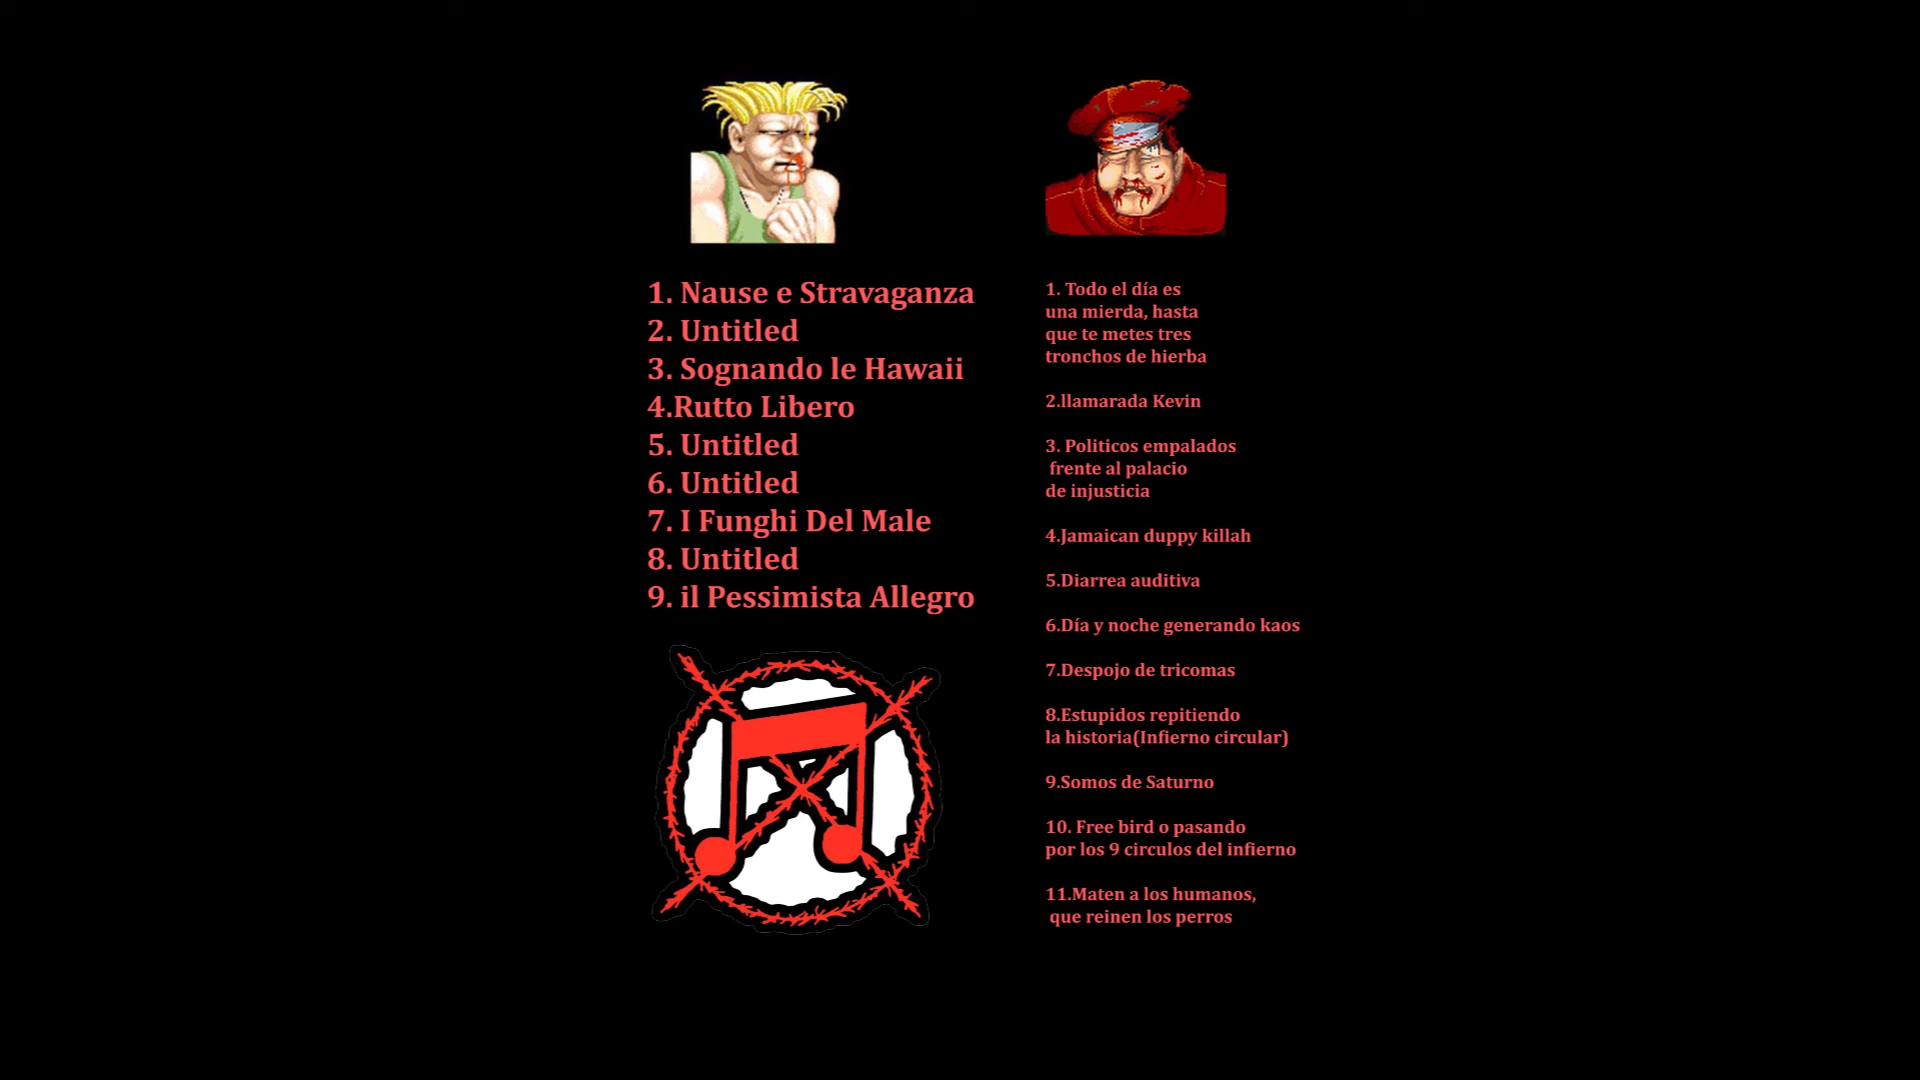 1. Nause e Stravaganza
2. Untitled
3. Sognando le Hawaii
4.Rutto Libero
5. Untitled
6. Untitled
7. I Funghi Del Male
8. Untitled
9. il Pessimista Allegro
1. Todo el día es
una mierda, hasta
que te metes tres
tronchos de hierba
2.llamarada Kevin
3. Politicos empalados
frente al palacio
de injusticia
4.Jamaican duppy killah
5.Diarrea auditiva
6.Día y noche generando kaos
7.Despojo de tricomas
8.Estupidos repitiendo
la historia(Infierno circular)
9.Somos de Saturno
10. Free bird o pasando
por los 9 circulos del infierno
11.Maten a los humanos,
que reinen los perros